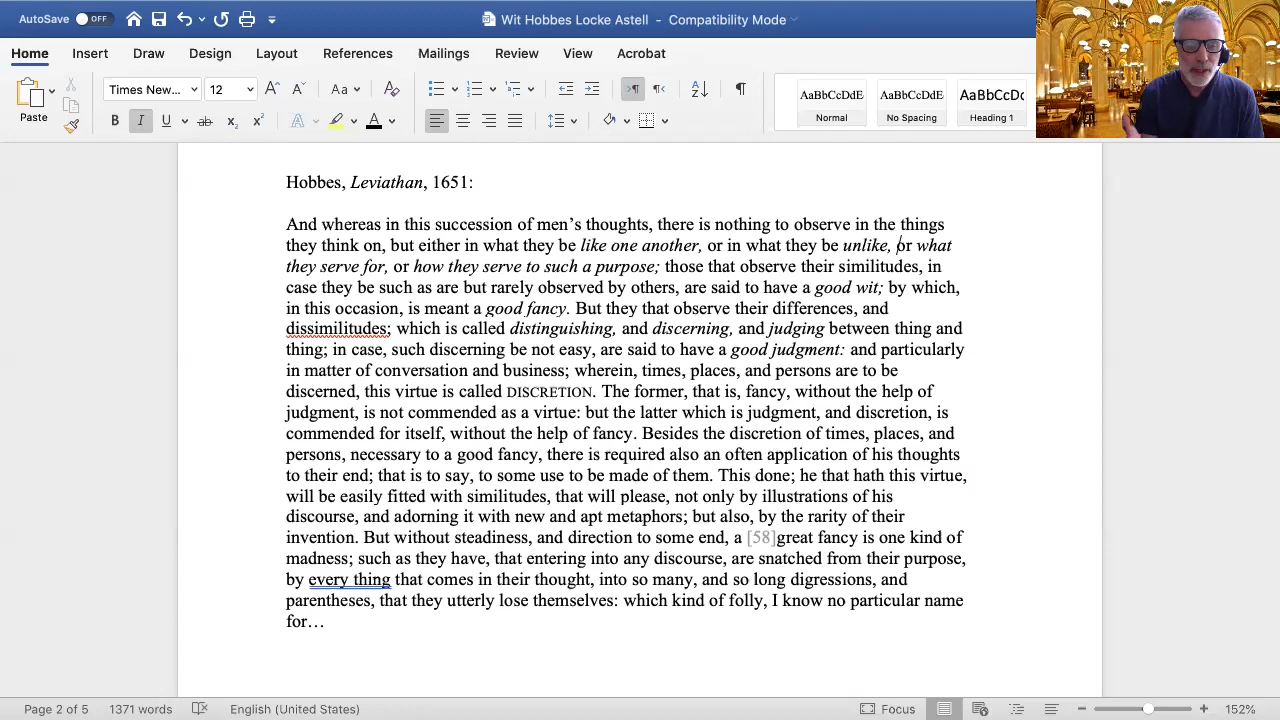 AutoSave OFF Wit Hobbes Locke Astell - Compatibility Mode
Home Insert Draw Design Layout References Mailings Review View Acrobat
Paste
Times New... 12
Aa
B I U ab x₂ x² A A
AaBbCcDdE AaBbCcDdE AaBbCcDc
Normal No Spacing Heading 1
Hobbes, Leviathan, 1651:
And whereas in this succession of men’s thoughts, there is nothing to observe in the things
they think on, but either in what they be like one another, or in what they be unlike, or what
they serve for, or how they serve to such a purpose; those that observe their similitudes, in
case they be such as are but rarely observed by others, are said to have a good wit; by which,
in this occasion, is meant a good fancy. But they that observe their differences, and
dissimilitudes; which is called distinguishing, and discerning, and judging between thing and
thing; in case, such discerning be not easy, are said to have a good judgment: and particularly
in matter of conversation and business; wherein, times, places, and persons are to be
discerned, this virtue is called DISCRETION. The former, that is, fancy, without the help of
judgment, is not commended as a virtue: but the latter which is judgment, and discretion, is
commended for itself, without the help of fancy. Besides the discretion of times, places, and
persons, necessary to a good fancy, there is required also an often application of his thoughts
to their end; that is to say, to some use to be made of them. This done; he that hath this virtue,
will be easily fitted with similitudes, that will please, not only by illustrations of his
discourse, and adorning it with new and apt metaphors; but also, by the rarity of their
invention. But without steadiness, and direction to some end, a [58]great fancy is one kind of
madness; such as they have, that entering into any discourse, are snatched from their purpose,
by every thing that comes in their thought, into so many, and so long digressions, and
parentheses, that they utterly lose themselves: which kind of folly, I know no particular name
for…
Page 2 of 5 1371 words English (United States) Focus 152%